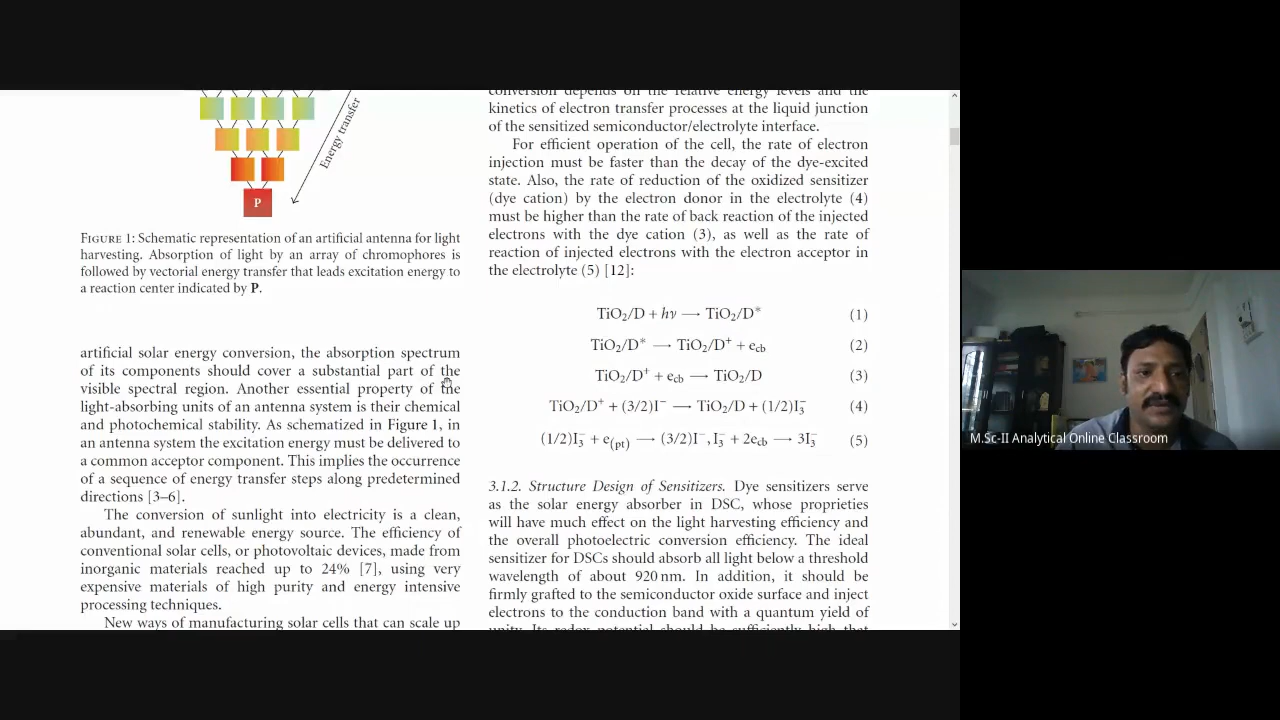 Energy transfer
P
FIGURE 1: Schematic representation of an artificial antenna for light
harvesting. Absorption of light by an array of chromophores is
followed by vectorial energy transfer that leads excitation energy to
a reaction center indicated by P.
artificial solar energy conversion, the absorption spectrum
of its components should cover a substantial part of the
visible spectral region. Another essential property of the
light-absorbing units of an antenna system is their chemical
and photochemical stability. As schematized in Figure 1, in
an antenna system the excitation energy must be delivered to
a common acceptor component. This implies the occurrence
of a sequence of energy transfer steps along predetermined
directions [3–6].
The conversion of sunlight into electricity is a clean,
abundant, and renewable energy source. The efficiency of
conventional solar cells, or photovoltaic devices, made from
inorganic materials reached up to 24% [7], using very
expensive materials of high purity and energy intensive
processing techniques.
New ways of manufacturing solar cells that can scale up
conversion depends on the relative energy levels and the
kinetics of electron transfer processes at the liquid junction
of the sensitized semiconductor/electrolyte interface.
For efficient operation of the cell, the rate of electron
injection must be faster than the decay of the dye-excited
state. Also, the rate of reduction of the oxidized sensitizer
(dye cation) by the electron donor in the electrolyte (4)
must be higher than the rate of back reaction of the injected
electrons with the dye cation (3), as well as the rate of
reaction of injected electrons with the electron acceptor in
the electrolyte (5) [12]:
TiO₂/D + hν ⟶ TiO₂/D* (1)
TiO₂/D* ⟶ TiO₂/D⁺ + e_cb (2)
TiO₂/D⁺ + e_cb ⟶ TiO₂/D (3)
TiO₂/D⁺ + (3/2)I⁻ ⟶ TiO₂/D + (1/2)I₃⁻ (4)
(1/2)I₃⁻ + e_(pt) ⟶ (3/2)I⁻, I₃⁻ + 2e_cb ⟶ 3I₃⁻ (5)
3.1.2. Structure Design of Sensitizers. Dye sensitizers serve
as the solar energy absorber in DSC, whose proprieties
will have much effect on the light harvesting efficiency and
the overall photoelectric conversion efficiency. The ideal
sensitizer for DSCs should absorb all light below a threshold
wavelength of about 920 nm. In addition, it should be
firmly grafted to the semiconductor oxide surface and inject
electrons to the conduction band with a quantum yield of
unity. Its redox potential should be sufficiently high that
M.Sc-II Analytical Online Classroom